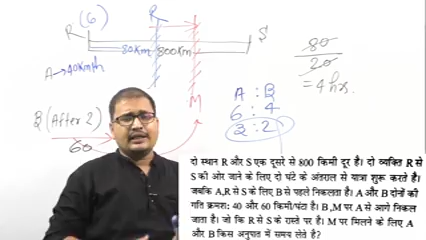 R (6) R S
80Km 800Km
A → 40Kmph
M
B (After 2)
60
A : B
6 : 4
3 : 2
80
20
= 4 hrs.
दो स्थान R और S एक दूसरे से 800 किमी दूर है। दो व्यक्ति R से
S की ओर जाने के लिए दो घंटे के अंतराल से यात्रा शुरू करते है।
जबकि A,R से S के लिए B से पहले निकलता है। A और B दोनों की
गति क्रमश: 40 और 60 किमी/घंटा है। B, M पर A से आगे निकल
जाता है। जो कि R से S के रास्ते पर है। M पर मिलने के लिए A
और B किस अनुपात में समय लेते है?